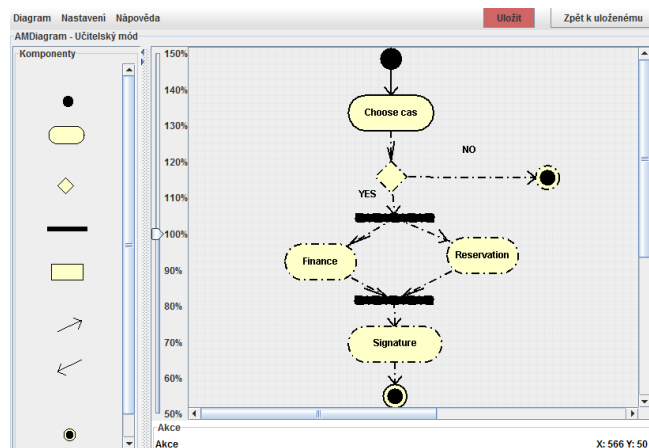 Diagram Nastavení Nápověda Uložit Zpět k uloženému
AMDiagram - Učitelský mód
Komponenty
150%
140%
130%
120%
110%
100%
90%
80%
70%
60%
50%
Choose cas
NO
YES
Finance
Reservation
Signature
Akce
Akce X: 566 Y: 50